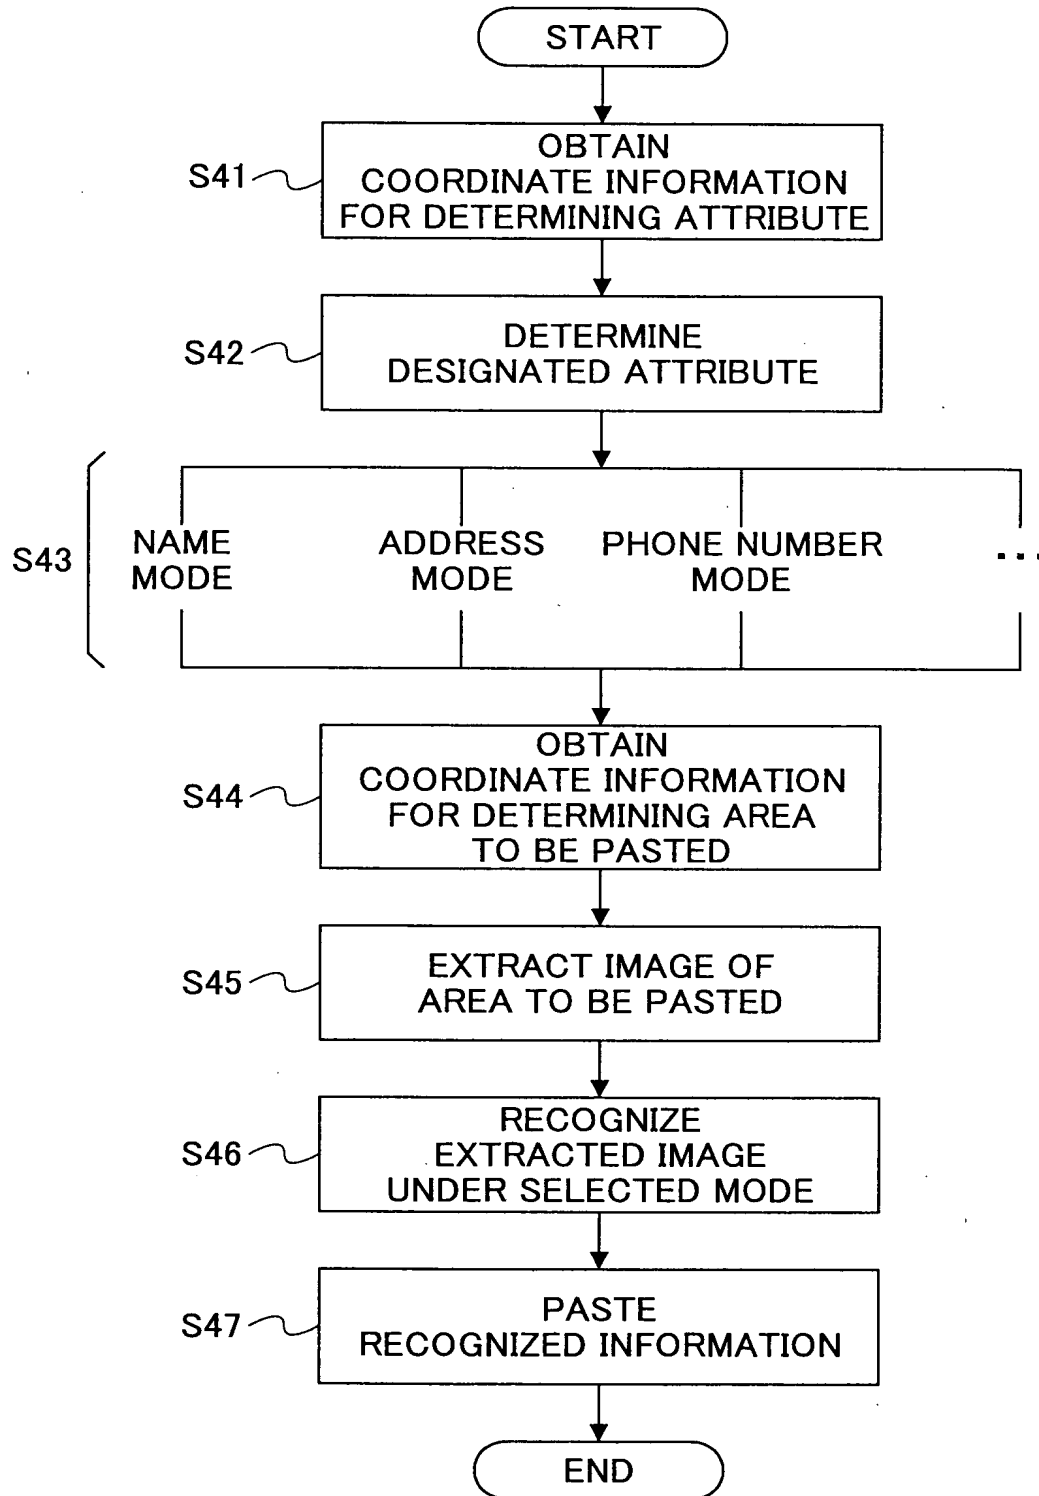 START
S41
OBTAIN
COORDINATE INFORMATION
FOR DETERMINING ATTRIBUTE
S42
DETERMINE
DESIGNATED ATTRIBUTE
S43
NAME
MODE
ADDRESS
MODE
PHONE NUMBER
MODE
...
S44
OBTAIN
COORDINATE INFORMATION
FOR DETERMINING AREA
TO BE PASTED
S45
EXTRACT IMAGE OF
AREA TO BE PASTED
S46
RECOGNIZE
EXTRACTED IMAGE
UNDER SELECTED MODE
S47
PASTE
RECOGNIZED INFORMATION
END